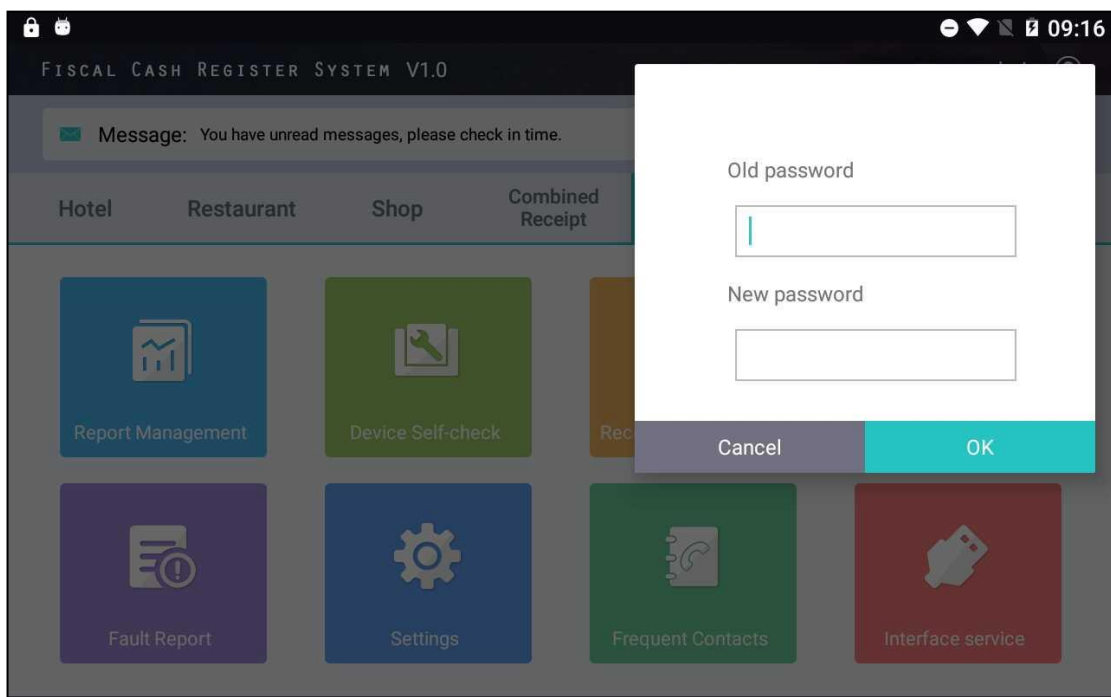 09:16
FISCAL CASH REGISTER SYSTEM V1.0
Message: You have unread messages, please check in time.
Hotel
Restaurant
Shop
Combined
Receipt
Old password
New password
Cancel
OK
Report Management
Device Self-check
Fault Report
Settings
Frequent Contacts
Interface service